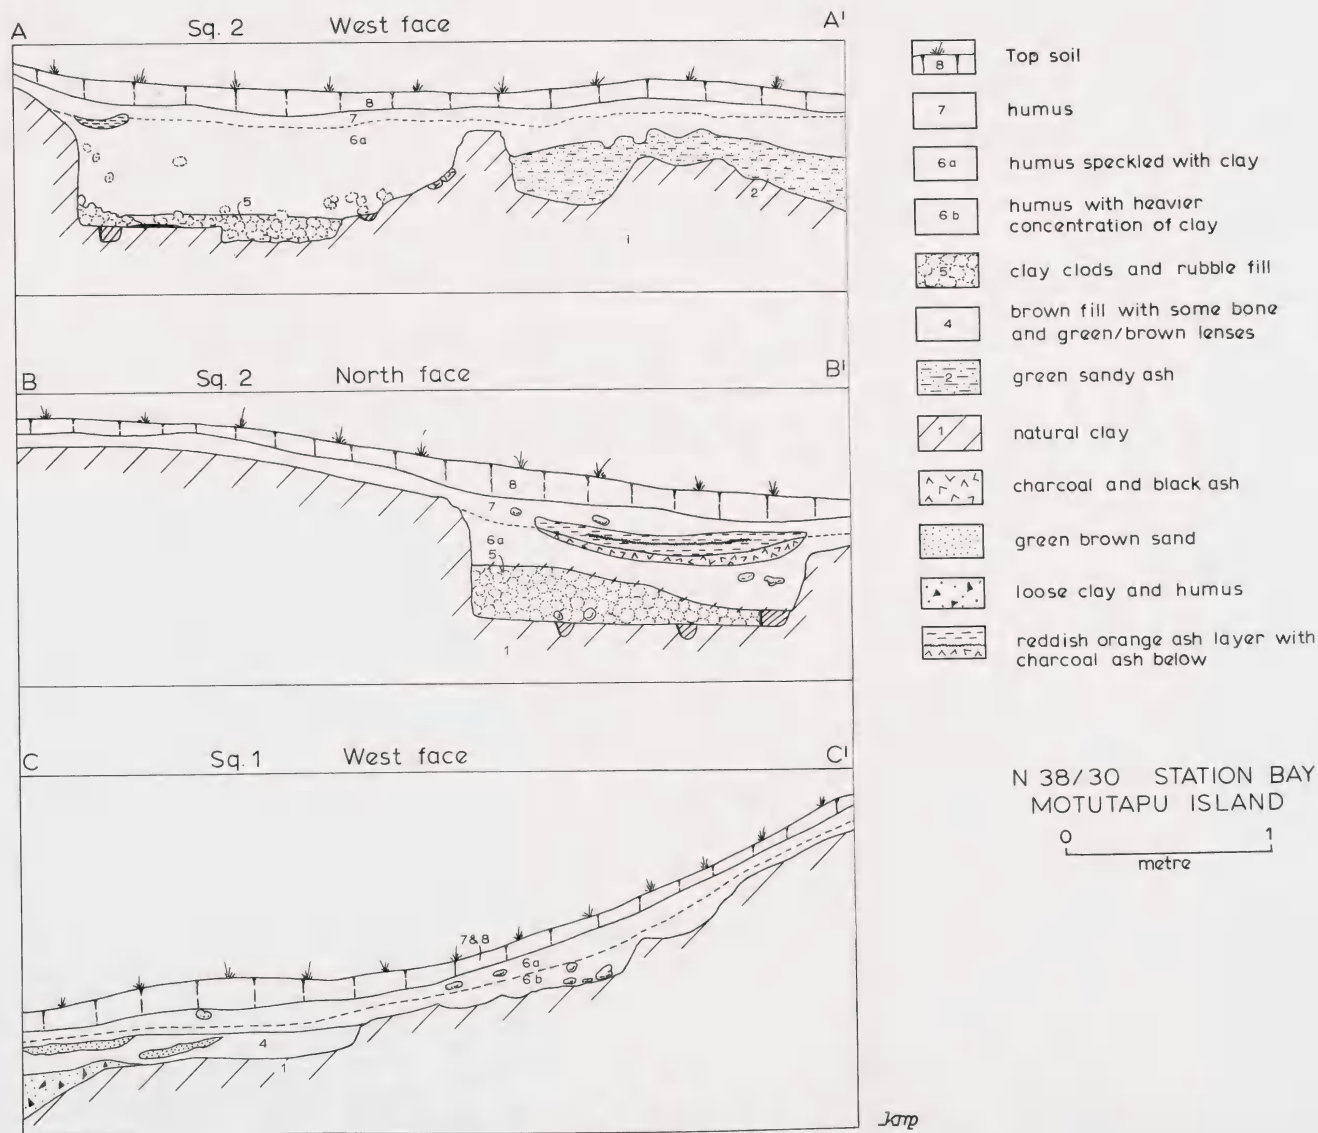 A Sq. 2 West face A'
8
7
6a
5
2
1
B Sq. 2 North face B'
8
7
6a
5
1
C Sq. 1 West face C'
7&8
6a
6b
4
1
8 Top soil
7 humus
6a humus speckled with clay
6b humus with heavier
concentration of clay
5 clay clods and rubble fill
4 brown fill with some bone
and green/brown lenses
2 green sandy ash
1 natural clay
charcoal and black ash
green brown sand
loose clay and humus
reddish orange ash layer with
charcoal ash below
N 38/30 STATION BAY
MOTUTAPU ISLAND
0 1
metre